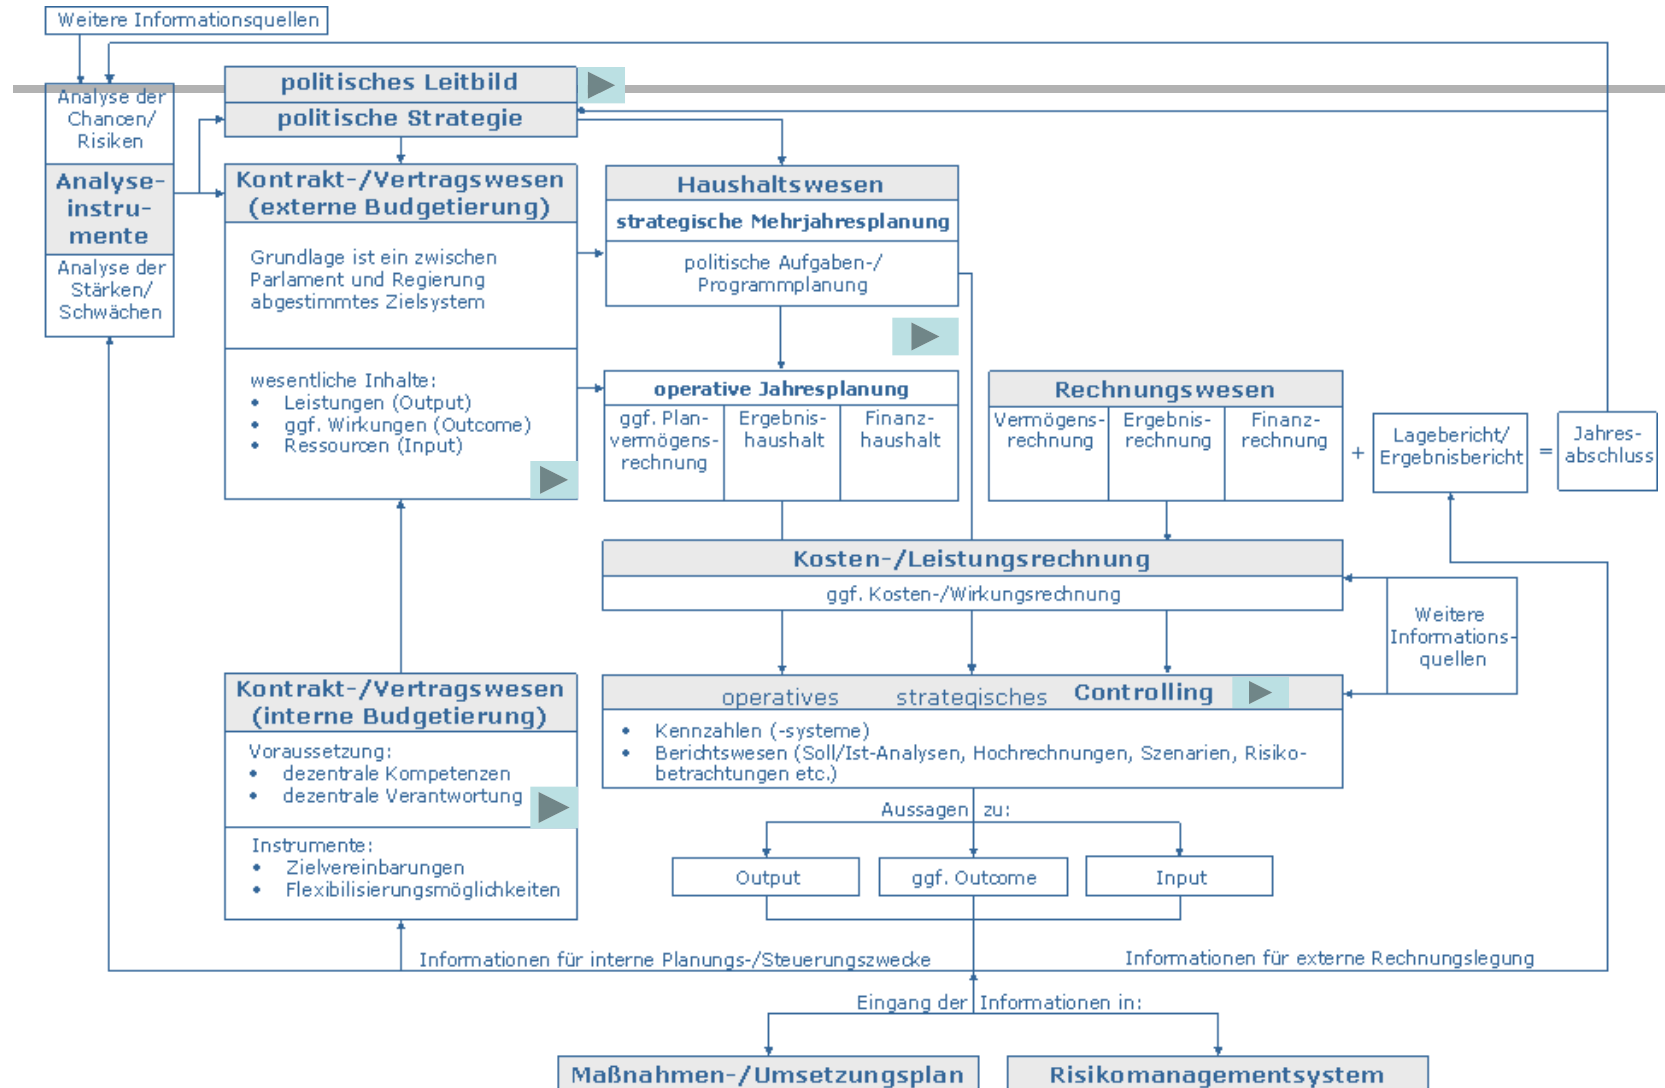 Weitere Informationsquellen
Analyse der
Chancen/
Risiken
Analyse-
instru-
mente
Analyse der
Stärken/
Schwächen
politisches Leitbild
politische Strategie
Kontrakt-/Vertragswesen
(externe Budgetierung)
Grundlage ist ein zwischen
Parlament und Regierung
abgestimmtes Zielsystem
wesentliche Inhalte:
• Leistungen (Output)
• ggf. Wirkungen (Outcome)
• Ressourcen (Input)
Haushaltswesen
strategische Mehrjahresplanung
politische Aufgaben-/
Programmplanung
operative Jahresplanung
ggf. Plan-
vermögens-
rechnung
Ergebnis-
haushalt
Finanz-
haushalt
Rechnungswesen
Vermögens-
rechnung
Ergebnis-
rechnung
Finanz-
rechnung
+
Lagebericht/
Ergebnisbericht
=
Jahres-
abschluss
Kosten-/Leistungsrechnung
ggf. Kosten-/Wirkungsrechnung
Weitere
Informations-
quellen
Kontrakt-/Vertragswesen
(interne Budgetierung)
Voraussetzung:
• dezentrale Kompetenzen
• dezentrale Verantwortung
Instrumente:
• Zielvereinbarungen
• Flexibilisierungsmöglichkeiten
operatives strategisches Controlling
• Kennzahlen (-systeme)
• Berichtswesen (Soll/Ist-Analysen, Hochrechnungen, Szenarien, Risiko-
betrachtungen etc.)
Aussagen zu:
Output
ggf. Outcome
Input
Informationen für interne Planungs-/Steuerungszwecke
Informationen für externe Rechnungslegung
Eingang der Informationen in:
Maßnahmen-/Umsetzungsplan
Risikomanagementsystem